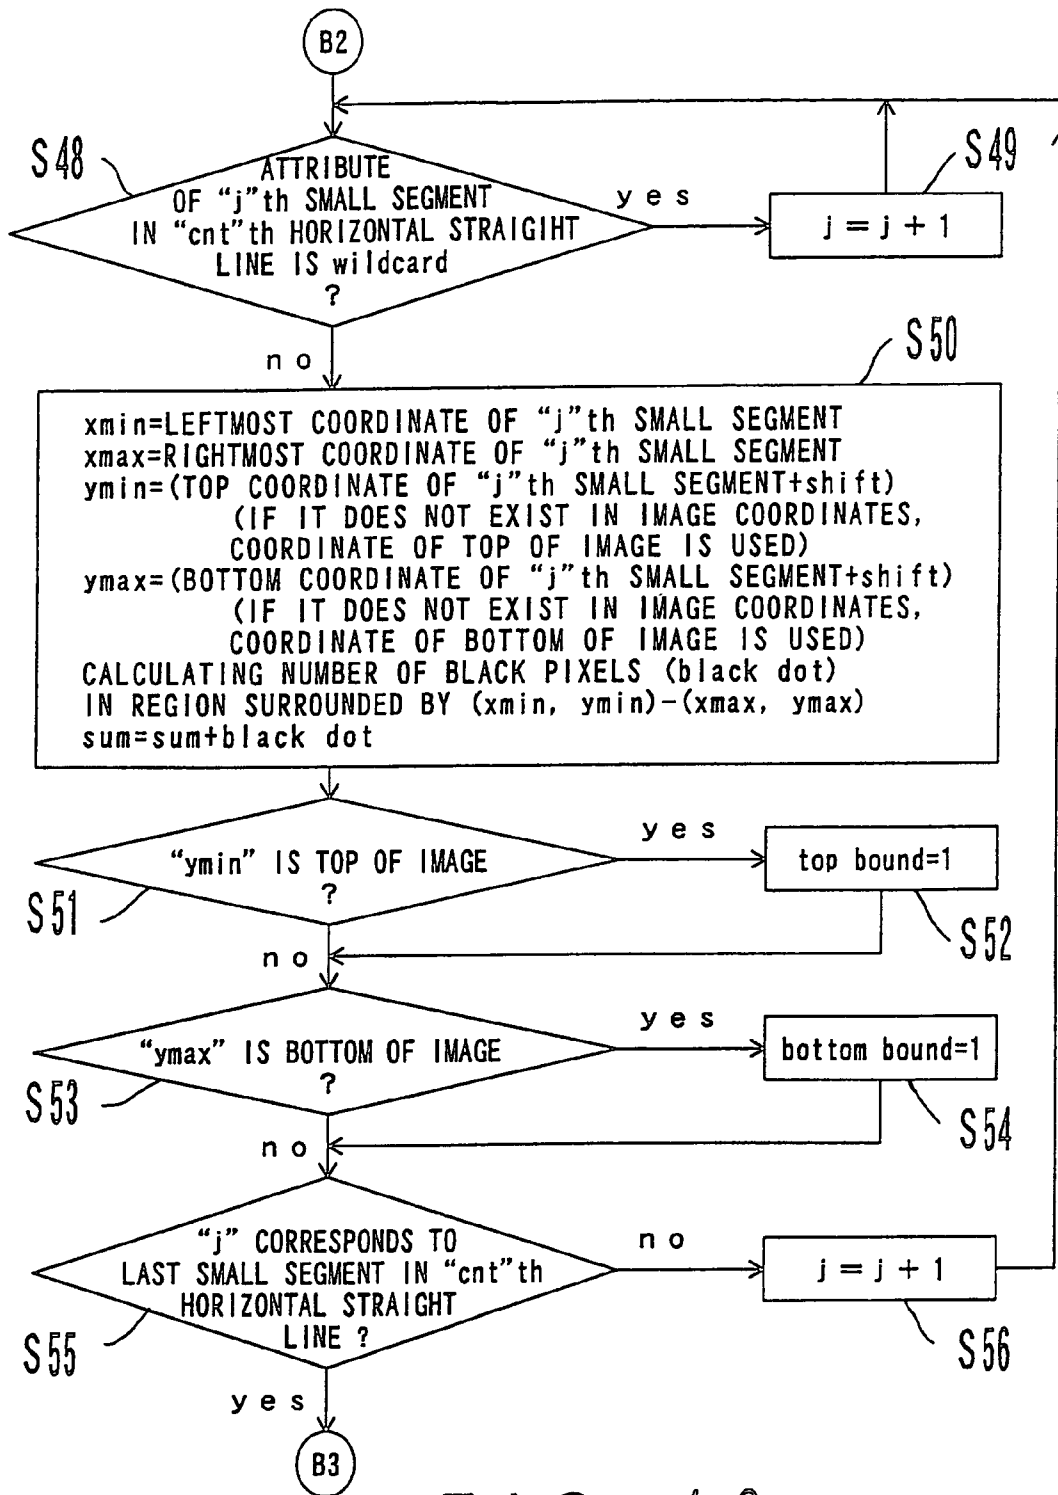 B2
S48
ATTRIBUTE
OF “j”th SMALL SEGMENT
IN “cnt”th HORIZONTAL STRAIGIHT
LINE IS wildcard
?
yes
S49
j = j + 1
no
S50
xmin=LEFTMOST COORDINATE OF “j”th SMALL SEGMENT
xmax=RIGHTMOST COORDINATE OF “j”th SMALL SEGMENT
ymin=(TOP COORDINATE OF “j”th SMALL SEGMENT+shift)
(IF IT DOES NOT EXIST IN IMAGE COORDINATES,
COORDINATE OF TOP OF IMAGE IS USED)
ymax=(BOTTOM COORDINATE OF “j”th SMALL SEGMENT+shift)
(IF IT DOES NOT EXIST IN IMAGE COORDINATES,
COORDINATE OF BOTTOM OF IMAGE IS USED)
CALCULATING NUMBER OF BLACK PIXELS (black dot)
IN REGION SURROUNDED BY (xmin, ymin)-(xmax, ymax)
sum=sum+black dot
“ymin” IS TOP OF IMAGE
?
yes
top bound=1
S51
S52
no
“ymax” IS BOTTOM OF IMAGE
?
yes
bottom bound=1
S53
S54
no
“j” CORRESPONDS TO
LAST SMALL SEGMENT IN “cnt”th
HORIZONTAL STRAIGHT
LINE ?
no
j = j + 1
S55
S56
yes
B3